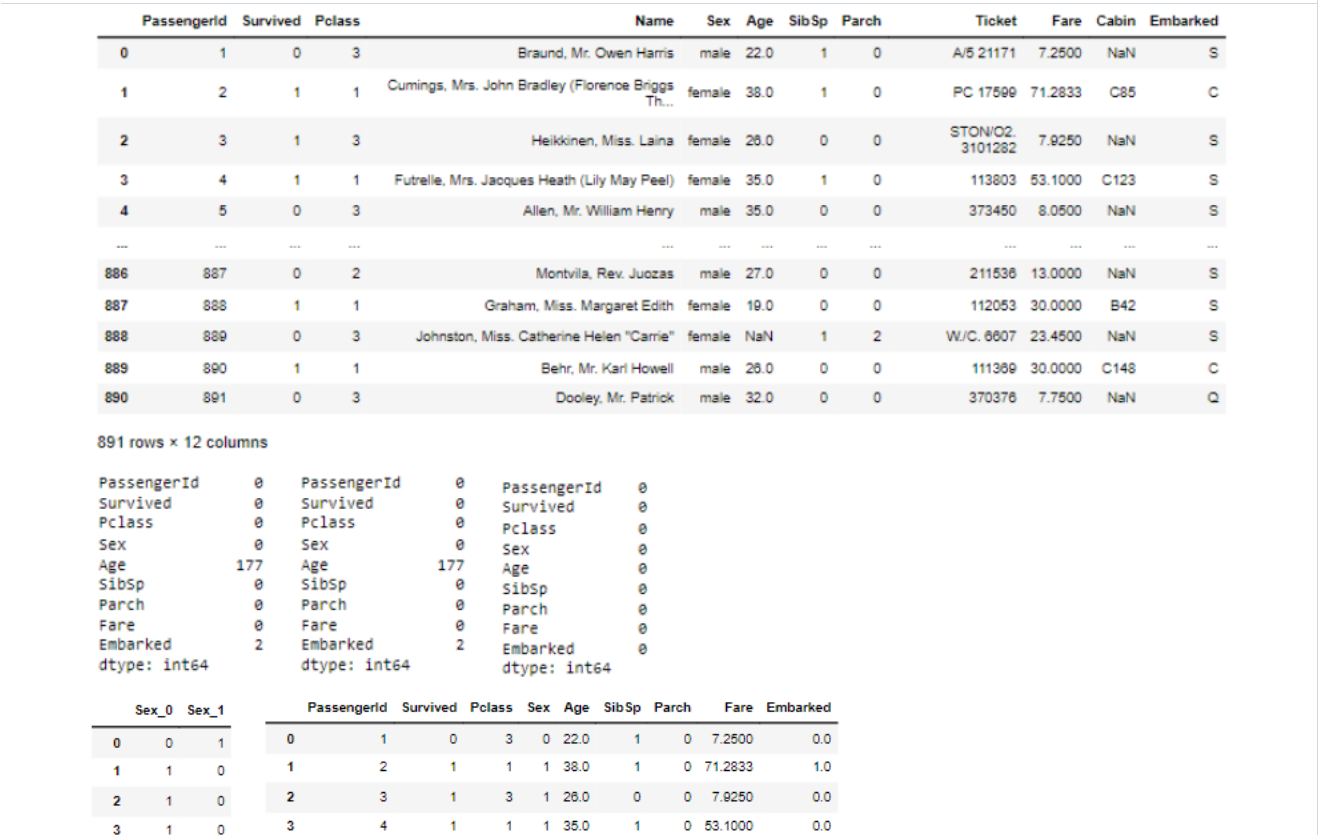 PassengerId Survived Pclass Name Sex Age SibSp Parch Ticket Fare Cabin Embarked
0 1 0 3 Braund, Mr. Owen Harris male 22.0 1 0 A/5 21171 7.2500 NaN S
1 2 1 1 Cumings, Mrs. John Bradley (Florence Briggs Th... female 38.0 1 0 PC 17599 71.2833 C85 C
2 3 1 3 Heikkinen, Miss. Laina female 26.0 0 0 STON/O2. 3101282 7.9250 NaN S
3 4 1 1 Futrelle, Mrs. Jacques Heath (Lily May Peel) female 35.0 1 0 113803 53.1000 C123 S
4 5 0 3 Allen, Mr. William Henry male 35.0 0 0 373450 8.0500 NaN S
... ... ... ... ... ... ... ... ... ... ... ... ...
886 887 0 2 Montvila, Rev. Juozas male 27.0 0 0 211536 13.0000 NaN S
887 888 1 1 Graham, Miss. Margaret Edith female 19.0 0 0 112053 30.0000 B42 S
888 889 0 3 Johnston, Miss. Catherine Helen "Carrie" female NaN 1 2 W./C. 6607 23.4500 NaN S
889 890 1 1 Behr, Mr. Karl Howell male 26.0 0 0 111369 30.0000 C148 C
890 891 0 3 Dooley, Mr. Patrick male 32.0 0 0 370376 7.7500 NaN Q
891 rows × 12 columns
PassengerId 0
Survived 0
Pclass 0
Sex 0
Age 177
SibSp 0
Parch 0
Fare 0
Embarked 2
dtype: int64
PassengerId 0
Survived 0
Pclass 0
Sex 0
Age 177
SibSp 0
Parch 0
Fare 0
Embarked 2
dtype: int64
PassengerId 0
Survived 0
Pclass 0
Sex 0
Age 0
SibSp 0
Parch 0
Fare 0
Embarked 0
dtype: int64
Sex_0 Sex_1
0 0 1
1 1 0
2 1 0
3 1 0
PassengerId Survived Pclass Sex Age SibSp Parch Fare Embarked
0 1 0 3 0 22.0 1 0 7.2500 0.0
1 2 1 1 1 38.0 1 0 71.2833 1.0
2 3 1 3 1 26.0 0 0 7.9250 0.0
3 4 1 1 1 35.0 1 0 53.1000 0.0